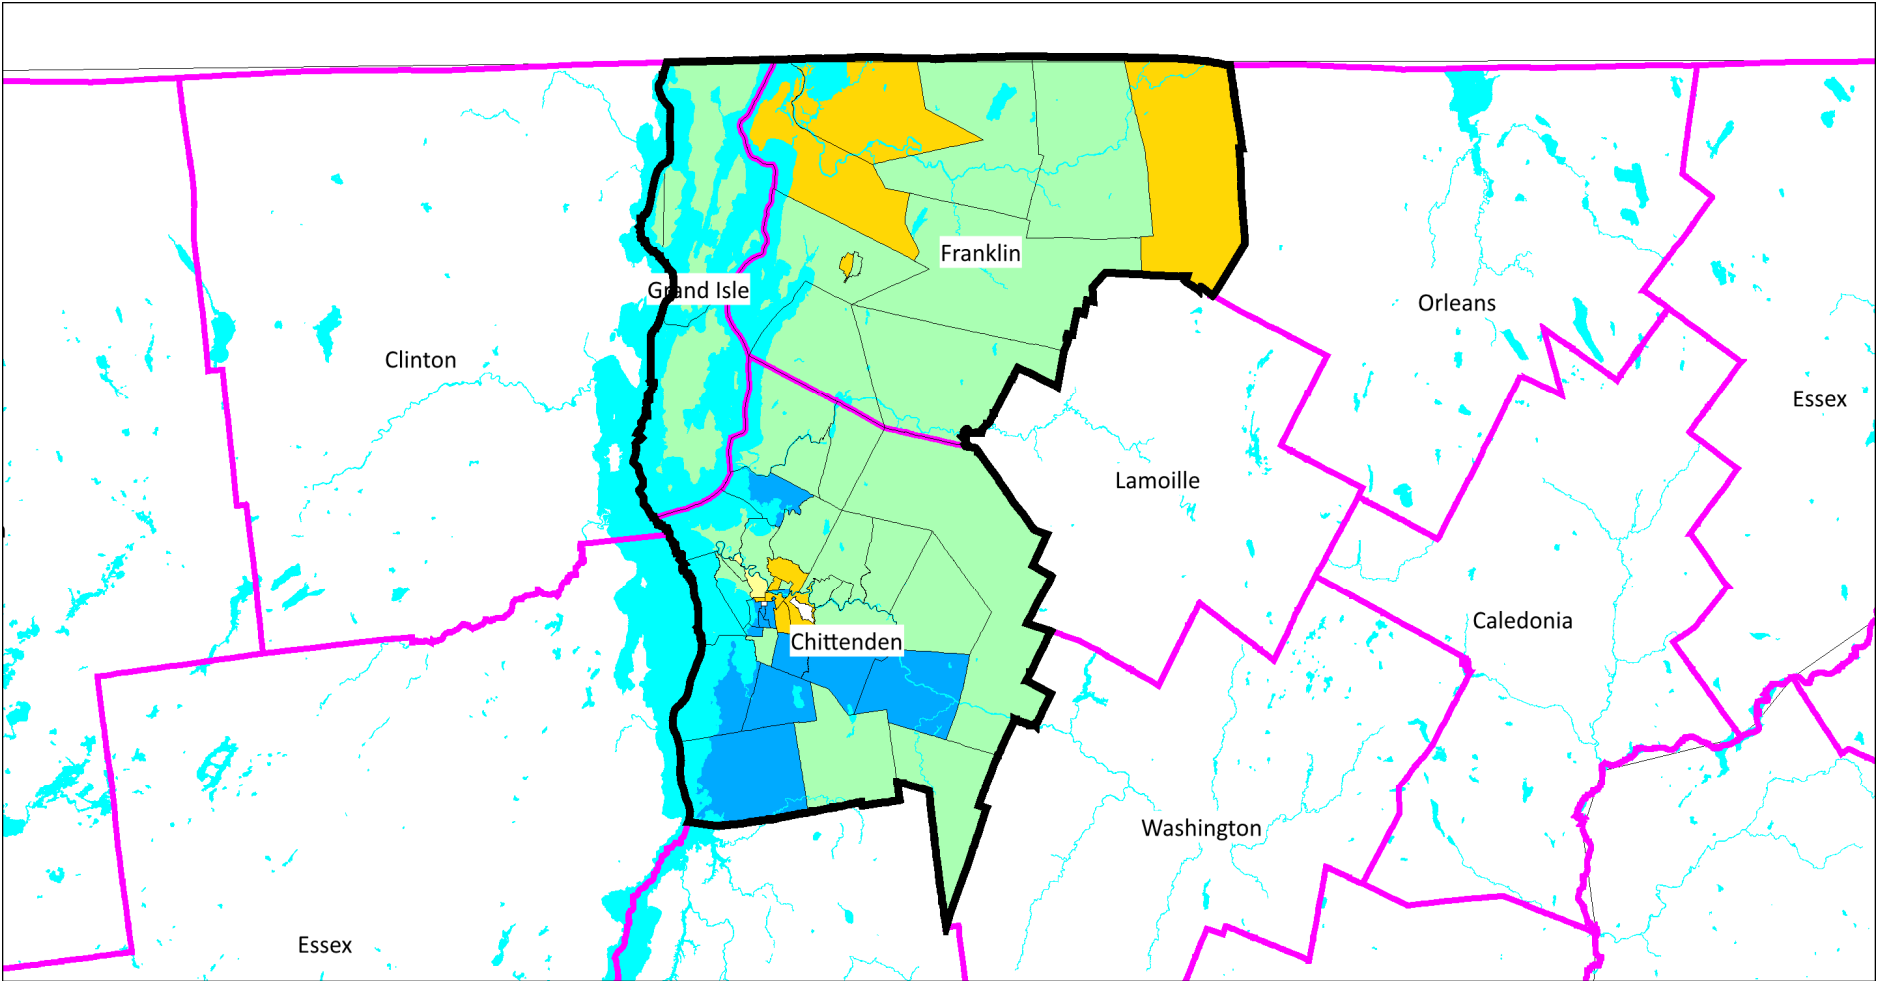 Franklin
Grand Isle
Orleans
Clinton
Essex
Lamoille
Caledonia
Chittenden
Washington
Essex